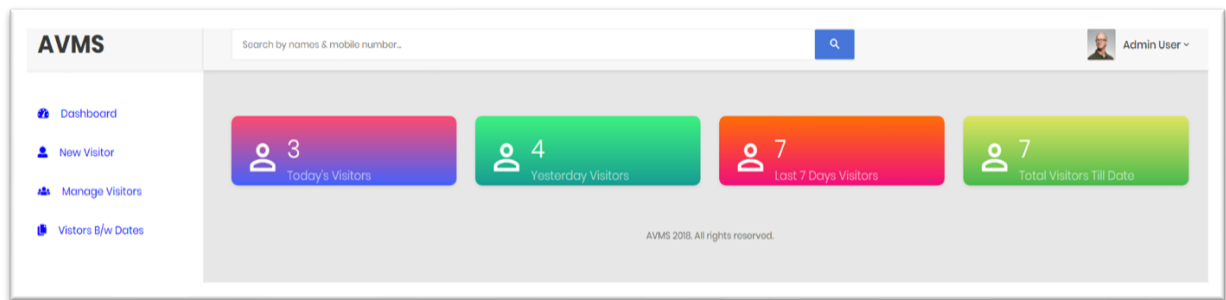 AVMS
Search by names & mobile number...
Admin User
Dashboard
New Visitor
Manage Visitors
Vistors B/w Dates
3
Today's Visitors
4
Yesterday Visitors
7
Last 7 Days Visitors
7
Total Visitors Till Date
AVMS 2018. All rights reserved.